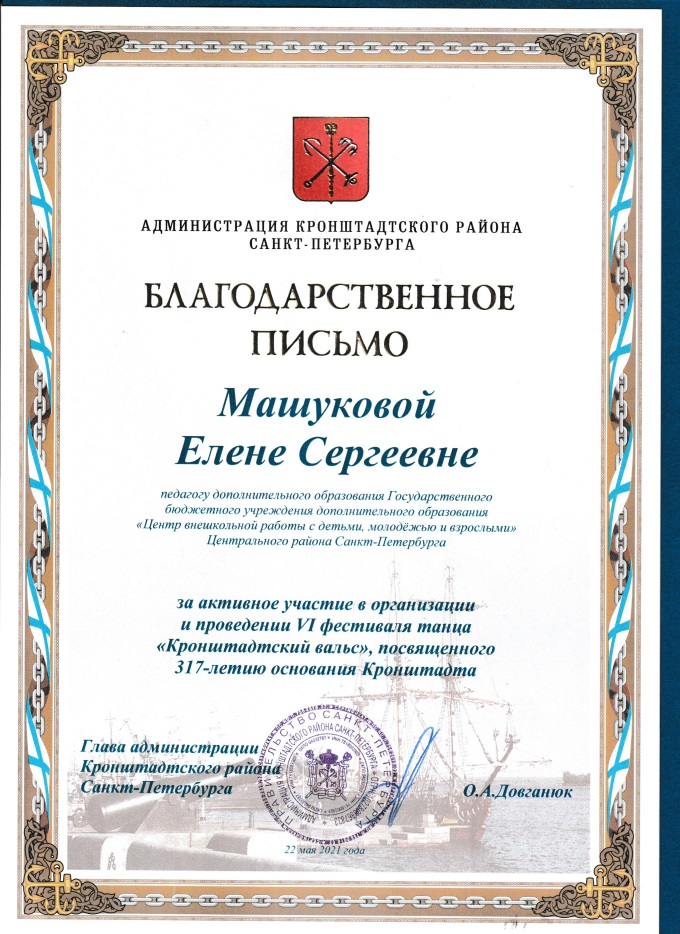 АДМИНИСТРАЦИЯ КРОНШТАДТСКОГО РАЙОНА
САНКТ-ПЕТЕРБУРГА
БЛАГОДАРСТВЕННОЕ
ПИСЬМО
Машуковой
Елене Сергеевне
педагогу дополнительного образования Государственного
бюджетного учреждения дополнительного образования
«Центр внешкольной работы с детьми, молодёжью и взрослыми»
Центрального района Санкт-Петербурга
за активное участие в организации
и проведении VI фестиваля танца
«Кронштадтский вальс», посвященного
317-летию основания Кронштадта
Глава администрации
Кронштадтского района
Санкт-Петербурга
О.А.Довганюк
ПРАВИТЕЛЬСТВО САНКТ-ПЕТЕРБУРГА
АДМИНИСТРАЦИЯ КРОНШТАДТСКОГО РАЙОНА САНКТ-ПЕТЕРБУРГА
22 мая 2021 года